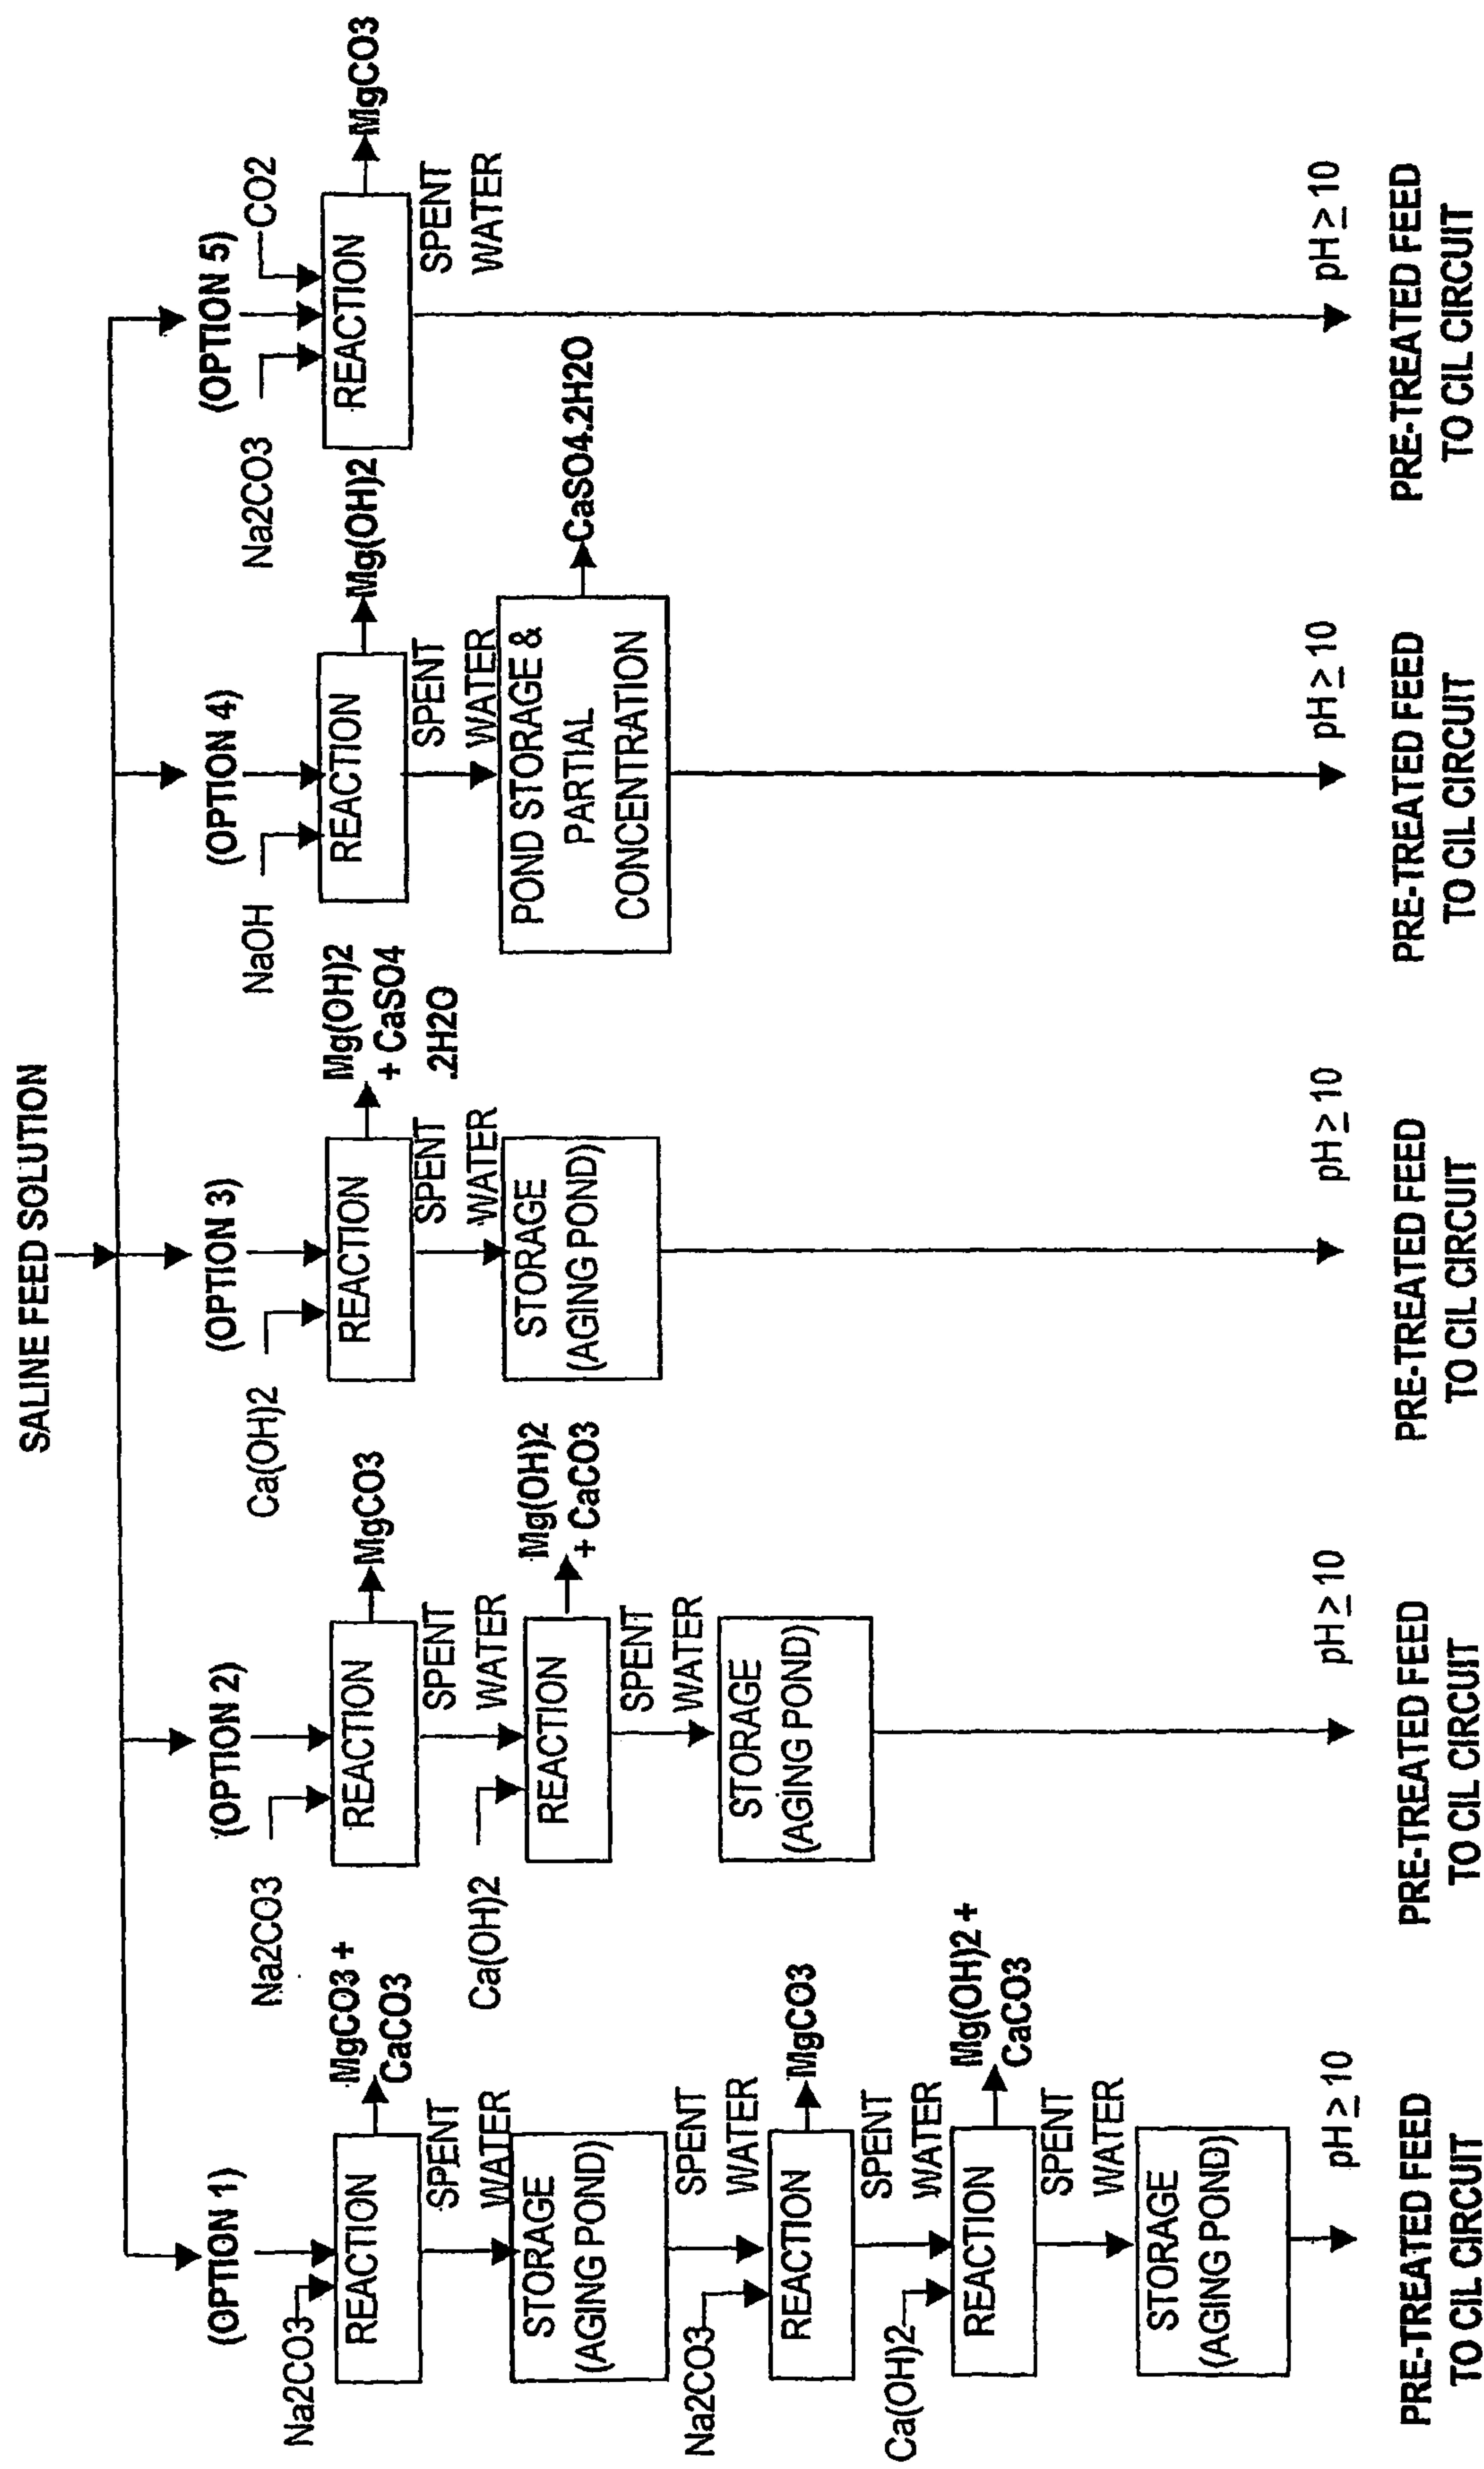 SALINE FEED SOLUTION
(OPTION 1)
Na2CO3
REACTION
MgCO3 +
CaCO3
SPENT
WATER
STORAGE
(AGING POND)
SPENT
WATER
Na2CO3
REACTION
MgCO3
SPENT
WATER
Ca(OH)2
REACTION
Mg(OH)2 +
CaCO3
SPENT
WATER
STORAGE
(AGING POND)
pH ≥ 10
PRE-TREATED FEED
TO CIL CIRCUIT
(OPTION 2)
Na2CO3
REACTION
MgCO3
SPENT
WATER
Ca(OH)2
REACTION
Mg(OH)2
+ CaCO3
SPENT
WATER
STORAGE
(AGING POND)
pH ≥ 10
PRE-TREATED FEED
TO CIL CIRCUIT
(OPTION 3)
Ca(OH)2
REACTION
Mg(OH)2
+ CaSO4
.2H2O
SPENT
WATER
STORAGE
(AGING POND)
pH ≥ 10
PRE-TREATED FEED
TO CIL CIRCUIT
(OPTION 4)
NaOH
REACTION
Mg(OH)2
SPENT
WATER
POND STORAGE &
PARTIAL
CONCENTRATION
CaSO4.2H2O
pH ≥ 10
PRE-TREATED FEED
TO CIL CIRCUIT
(OPTION 5)
Na2CO3
CO2
REACTION
MgCO3
SPENT
WATER
pH ≥ 10
PRE-TREATED FEED
TO CIL CIRCUIT